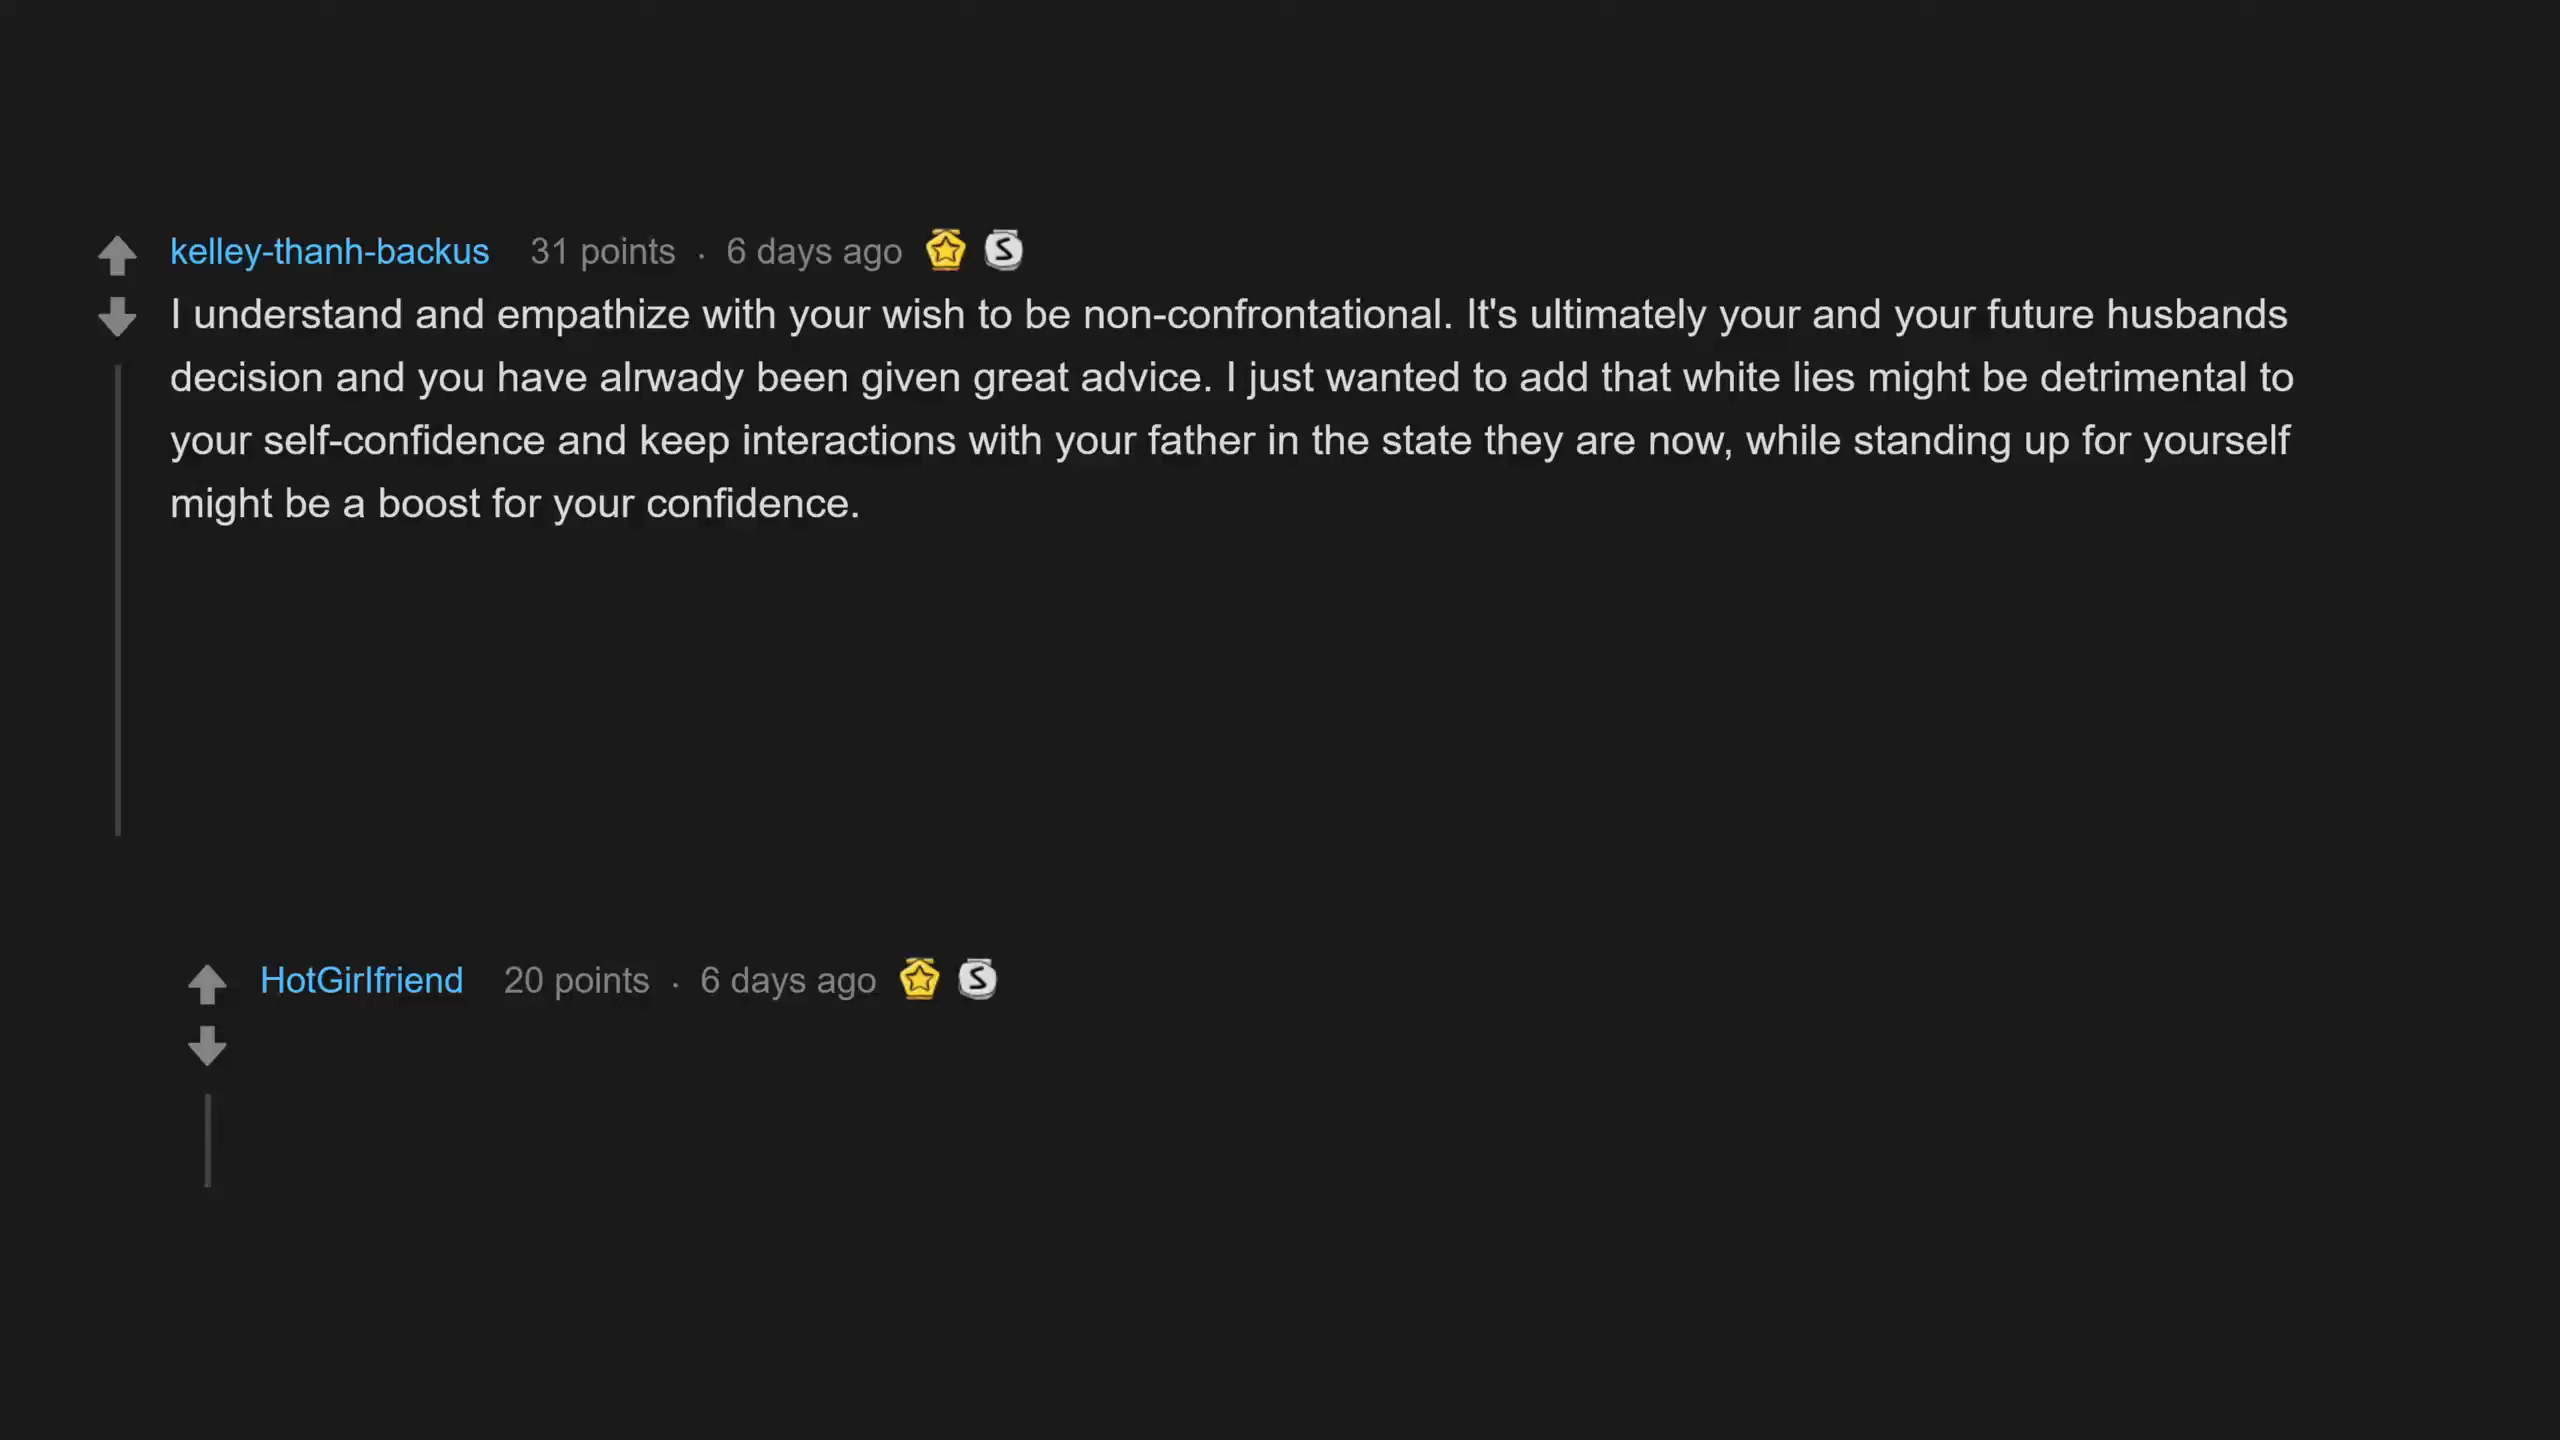 kelley-thanh-backus 31 points · 6 days ago S
I understand and empathize with your wish to be non-confrontational. It's ultimately your and your future husbands
decision and you have alrwady been given great advice. I just wanted to add that white lies might be detrimental to
your self-confidence and keep interactions with your father in the state they are now, while standing up for yourself
might be a boost for your confidence.
HotGirlfriend 20 points · 6 days ago S